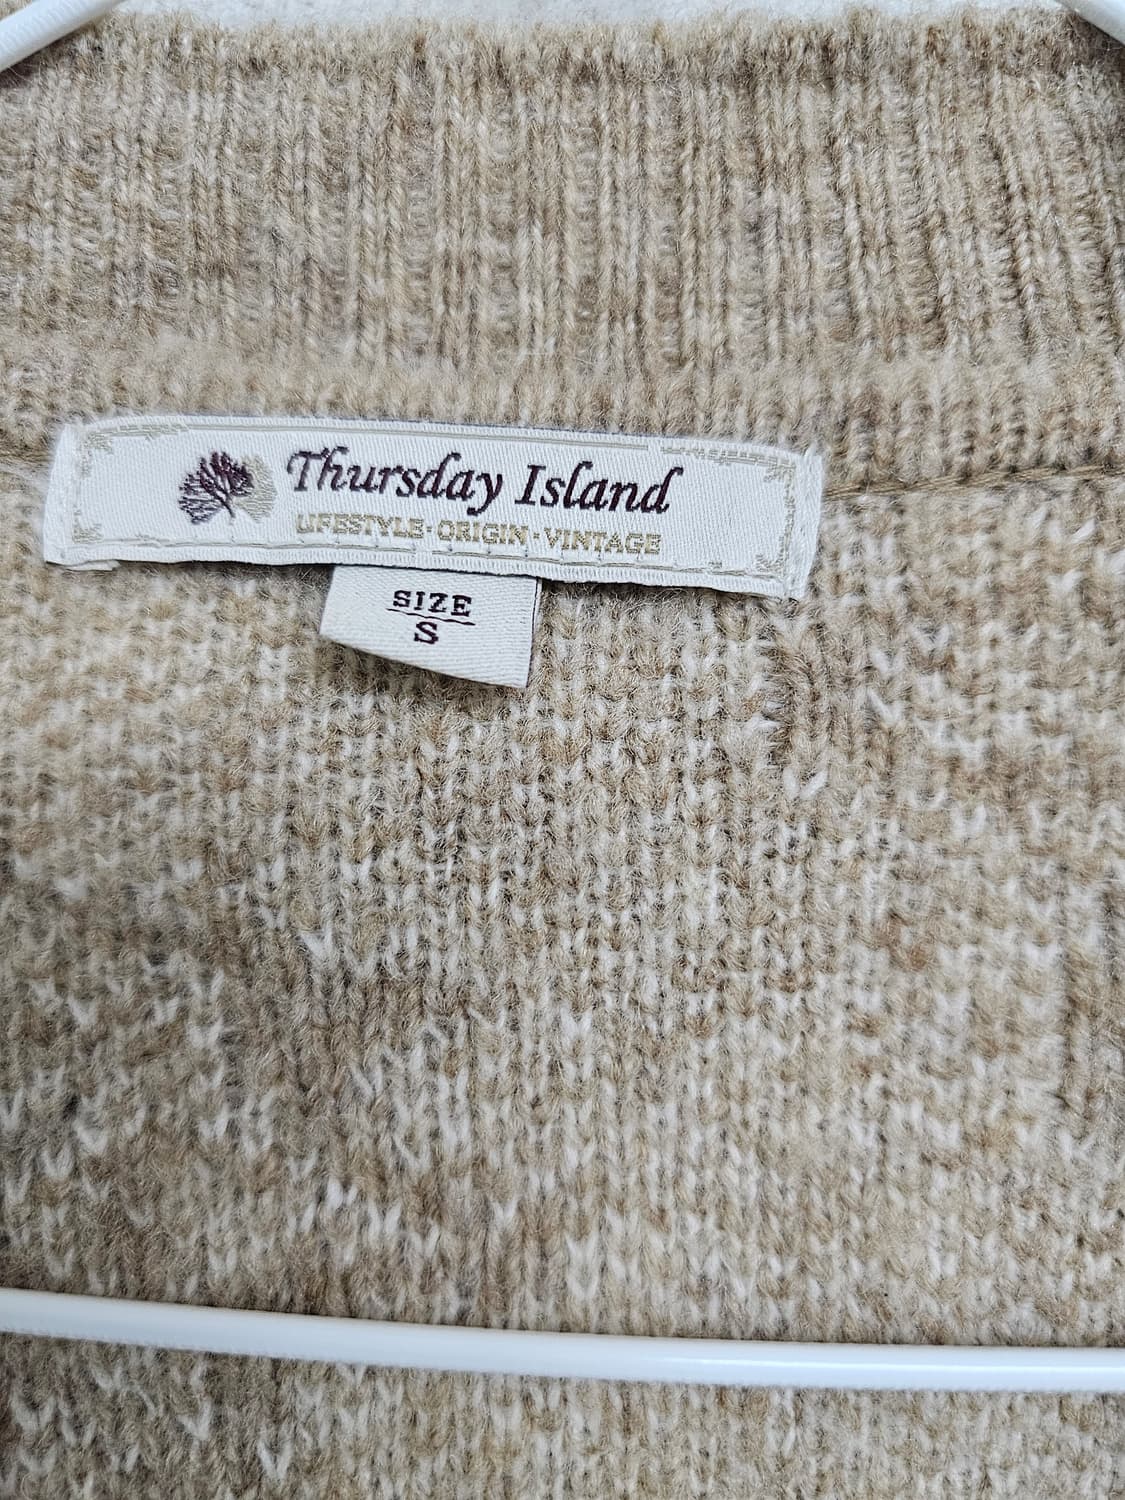 Thursday Island
LIFESTYLE · ORIGIN · VINTAGE
SIZE
S